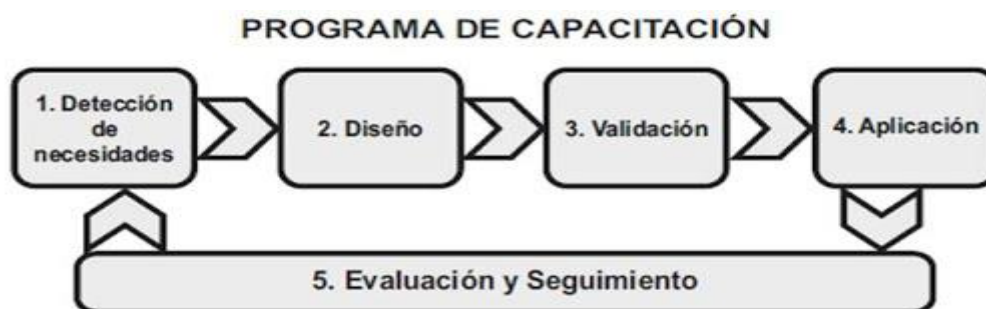 PROGRAMA DE CAPACITACIÓN
1. Detección
de
necesidades
2. Diseño
3. Validación
4. Aplicación
5. Evaluación y Seguimiento